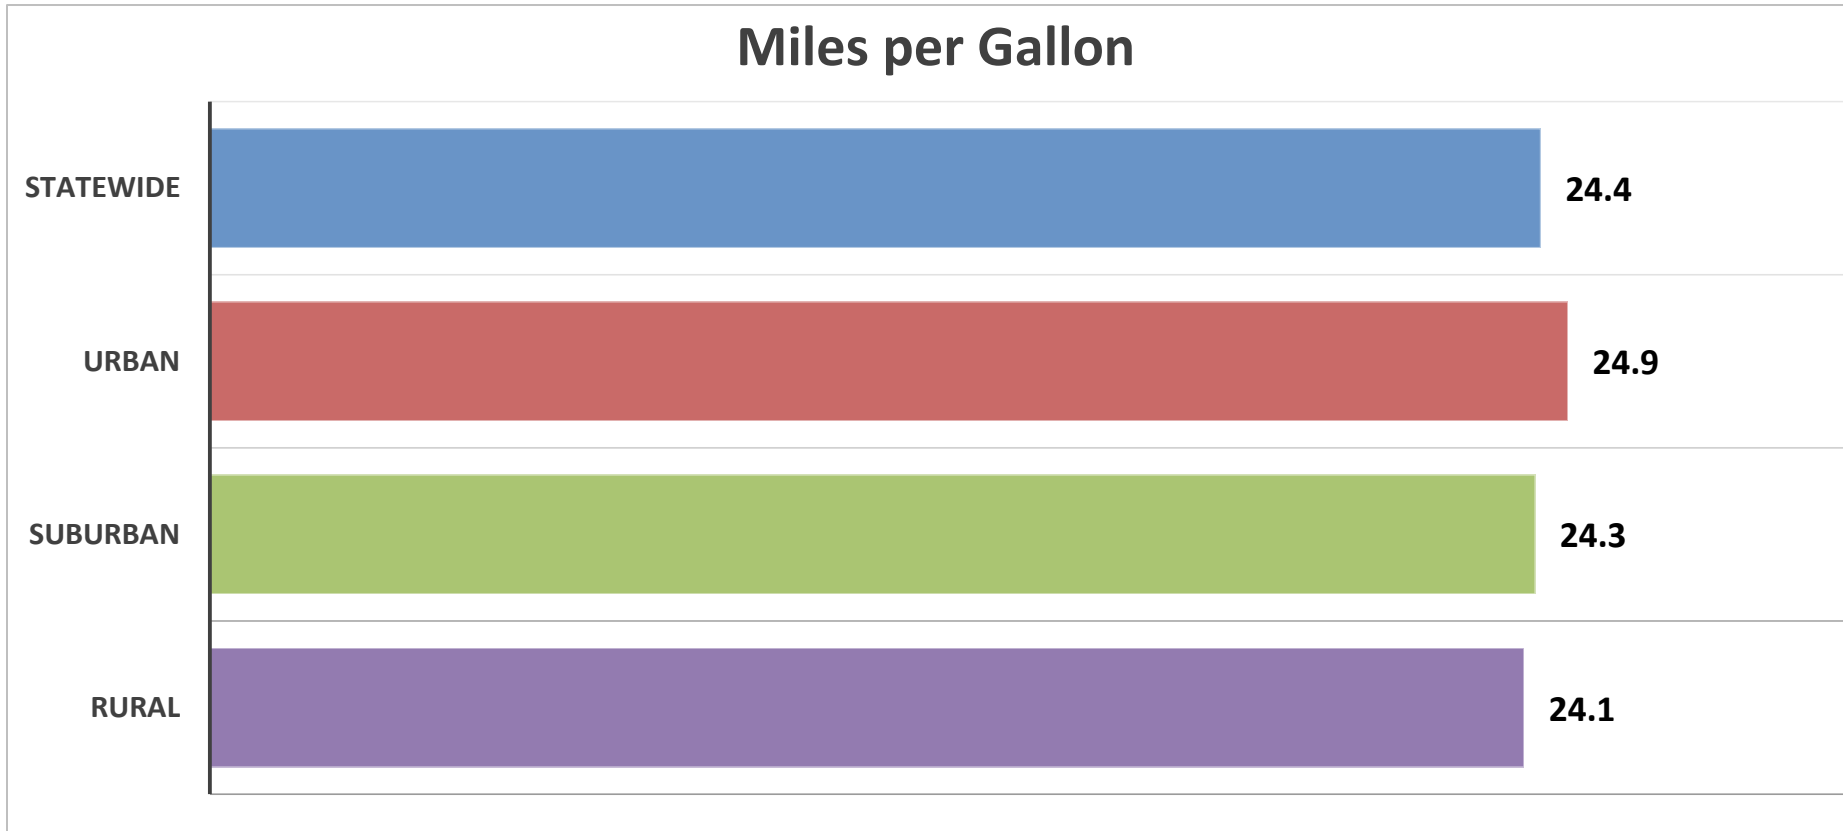 Miles per Gallon
STATEWIDE 24.4
URBAN 24.9
SUBURBAN 24.3
RURAL 24.1